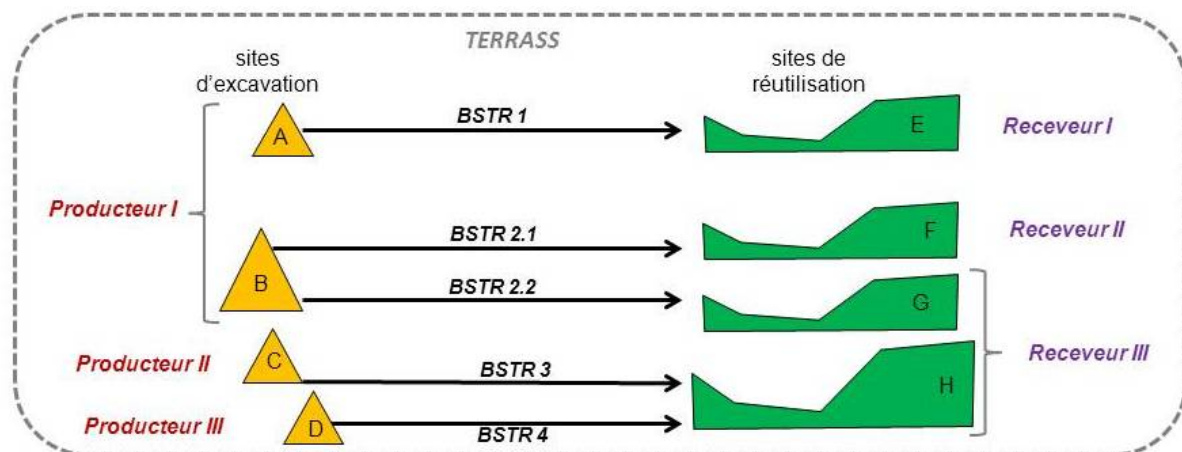 TERRASS
sites
d'excavation
sites de
réutilisation
A
BSTR 1
E
Receveur I
Producteur I
B
BSTR 2.1
F
Receveur II
BSTR 2.2
G
Producteur II
C
BSTR 3
H
Receveur III
Producteur III
D
BSTR 4